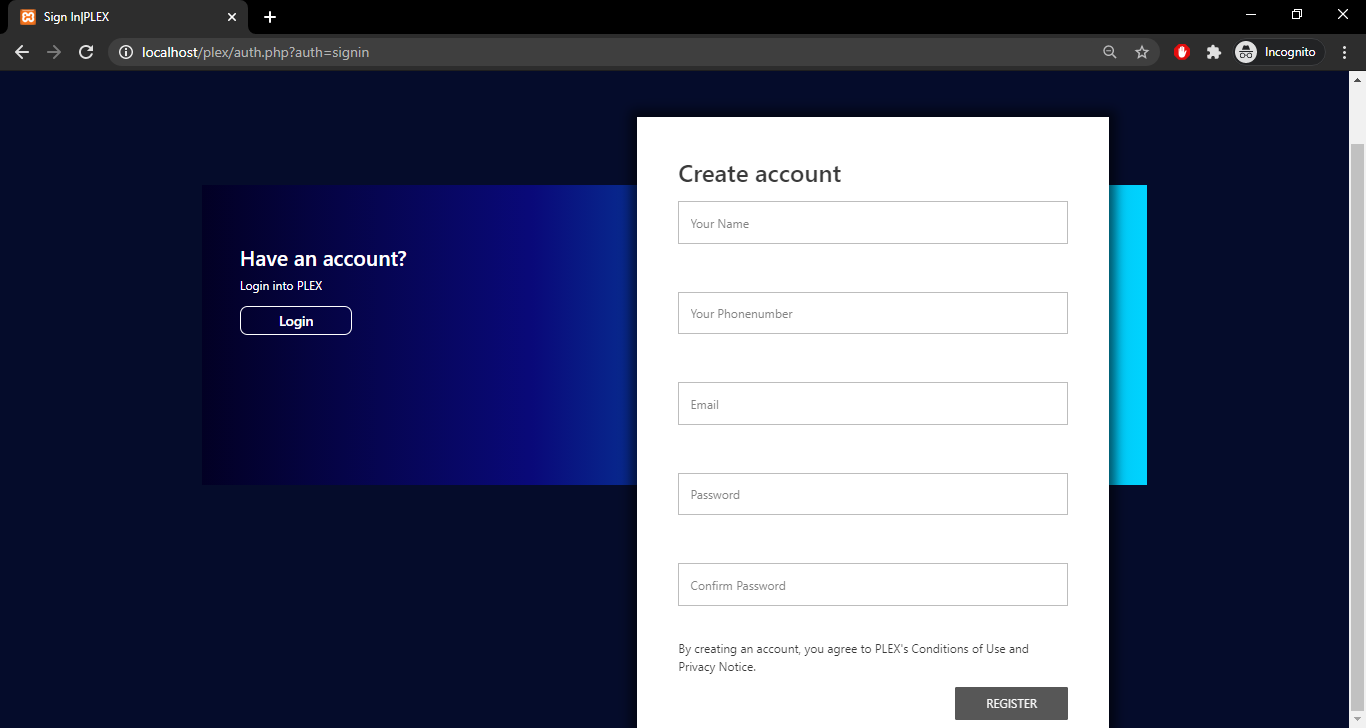 Sign In|PLEX
localhost/plex/auth.php?auth=signin
Incognito
Have an account?
Login into PLEX
Login
Create account
Your Name
Your Phonenumber
Email
Password
Confirm Password
By creating an account, you agree to PLEX's Conditions of Use and
Privacy Notice.
REGISTER